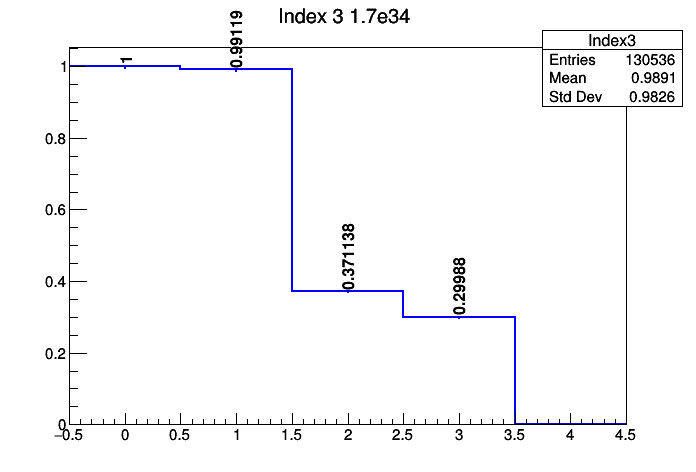 Index 3 1.7e34
Index3
Entries 130536
Mean 0.9891
Std Dev 0.9826
1
0.99119
0.371138
0.29988
1
0.8
0.6
0.4
0.2
0
−0.5 0 0.5 1 1.5 2 2.5 3 3.5 4 4.5